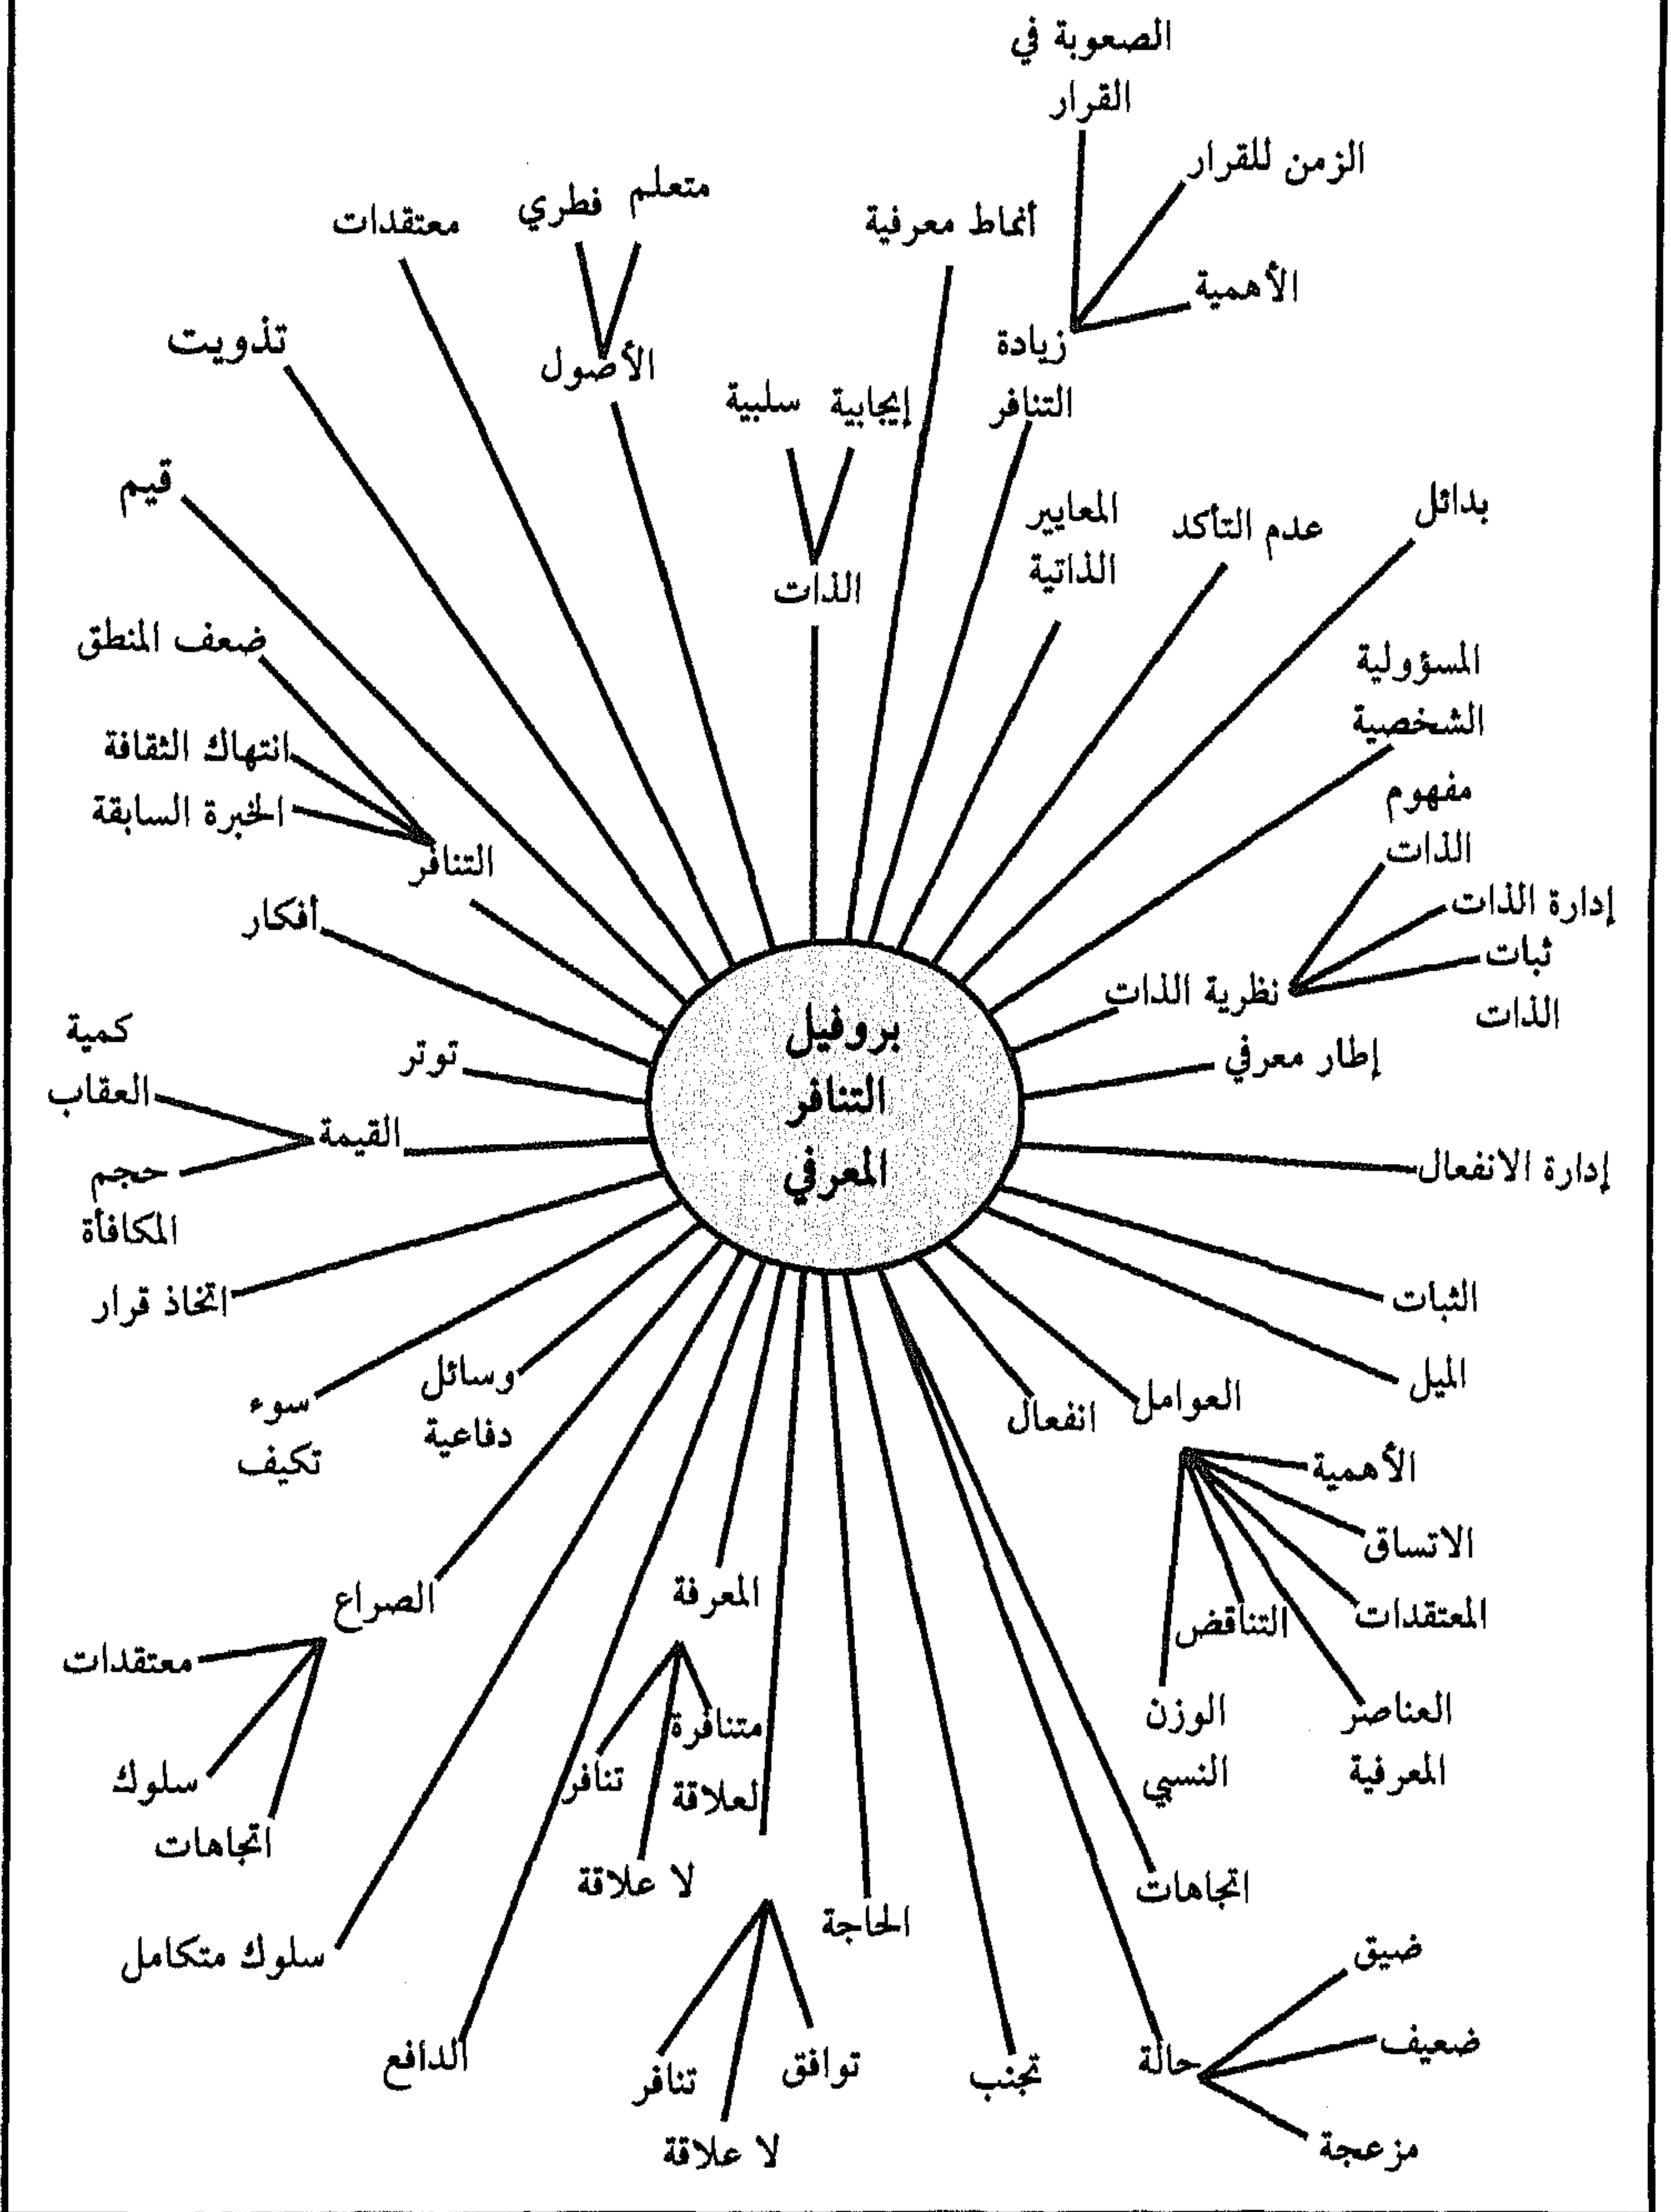 الصعوبة في
القرار
الزمن للقرار
الأهمية
زيادة
التنافر
أنماط معرفية
متعلم
فطري
الأصول
معتقدات
تذويت
إيجابية
سلبية
الذات
المعايير
الذاتية
عدم التأكد
بدائل
قيم
المسؤولية
الشخصية
ضعف المنطق
انتهاك الثقافة
الخبرة السابقة
التنافر
أفكار
مفهوم
الذات
إدارة الذات
ثبات
الذات
نظرية الذات
إطار معرفي
بروفيل
التنافر
المعرفي
توتر
كمية
العقاب
القيمة
حجم
المكافأة
إدارة الانفعال
اتخاذ قرار
الثبات
الميل
سوء
تكيف
وسائل
دفاعية
انفعال
العوامل
الأهمية
الاتساق
المعتقدات
التناقض
العناصر
المعرفية
الوزن
النسبي
الصراع
معتقدات
سلوك
اتجاهات
المعرفة
متنافرة
تنافر
لا علاقة
لعلاقة
توافق
تنافر
لا علاقة
الحاجة
اتجاهات
سلوك متكامل
الدافع
تجنب
حالة
ضيق
ضعيف
مزعجة